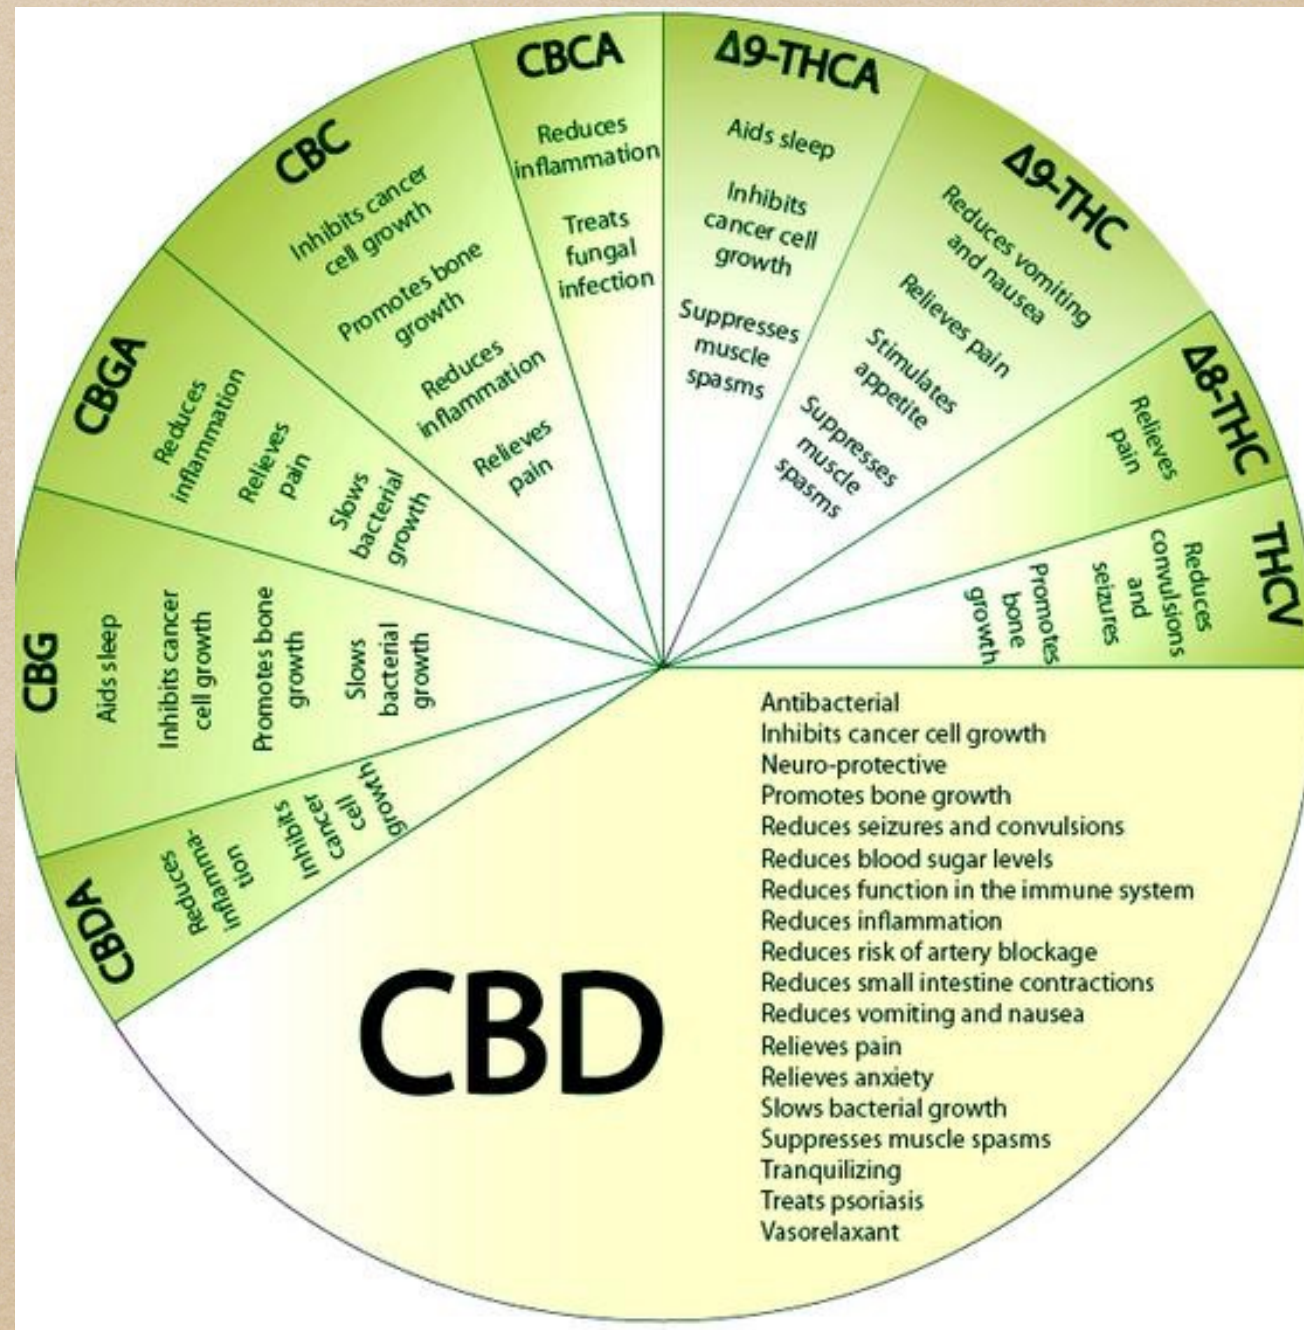 CBCA
Reduces
inflammation
Treats
fungal
infection
Δ9-THCA
Aids sleep
Inhibits
cancer cell
growth
Suppresses
muscle
spasms
Δ9-THC
Reduces vomiting
and nausea
Relieves pain
Stimulates
appetite
Suppresses
muscle
spasms
Δ8-THC
Relieves
pain
THCV
Reduces
convulsions
and
seizures
Promotes
bone
growth
CBD
Antibacterial
Inhibits cancer cell growth
Neuro-protective
Promotes bone growth
Reduces seizures and convulsions
Reduces blood sugar levels
Reduces function in the immune system
Reduces inflammation
Reduces risk of artery blockage
Reduces small intestine contractions
Reduces vomiting and nausea
Relieves pain
Relieves anxiety
Slows bacterial growth
Suppresses muscle spasms
Tranquilizing
Treats psoriasis
Vasorelaxant
CBDA
Reduces
inflamma-
tion
Inhibits
cancer
cell
growth
CBG
Aids sleep
Inhibits cancer
cell growth
Promotes bone
growth
Slows
bacterial
growth
CBGA
Reduces
inflammation
Relieves
pain
Slows
bacterial
growth
CBC
Inhibits cancer
cell growth
Promotes bone
growth
Reduces
inflammation
Relieves
pain